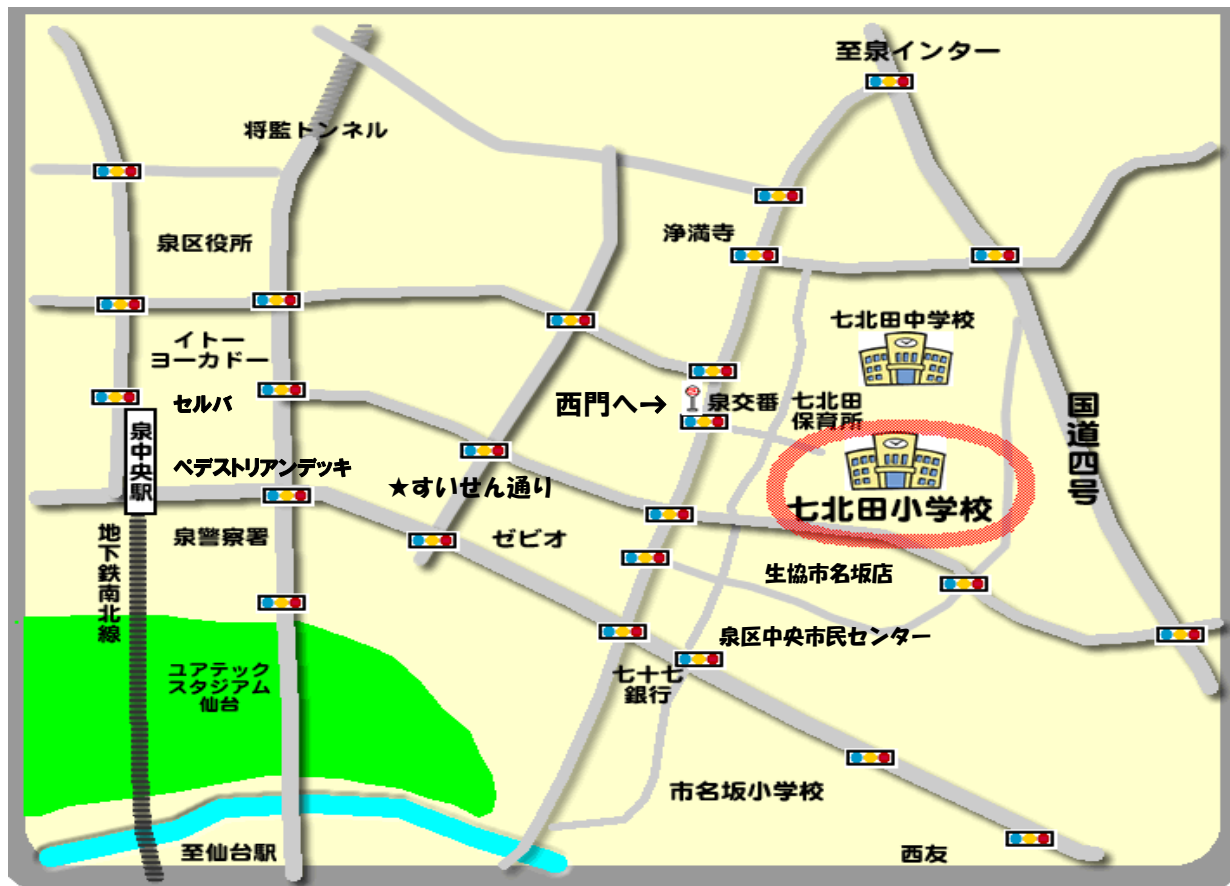 至泉インター
将監トンネル
浄満寺
泉区役所
七北田中学校
イトー
ヨーカドー
セルバ
西門へ→
泉交番
七北田
保育所
国道四号
泉中央駅
ペデストリアンデッキ
★すいせん通り
七北田小学校
地下鉄南北線
泉警察署
ゼビオ
生協市名坂店
泉区中央市民センター
ユアテック
スタジアム
仙台
七十七
銀行
市名坂小学校
至仙台駅
西友